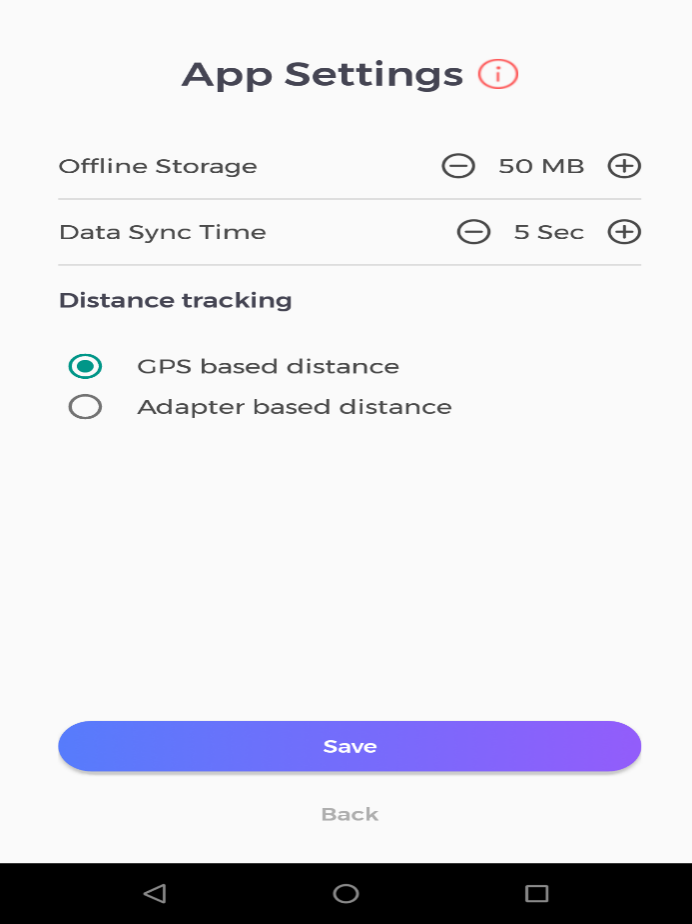 App Settings
Offline Storage 50 MB
Data Sync Time 5 Sec
Distance tracking
GPS based distance
Adapter based distance
Save
Back